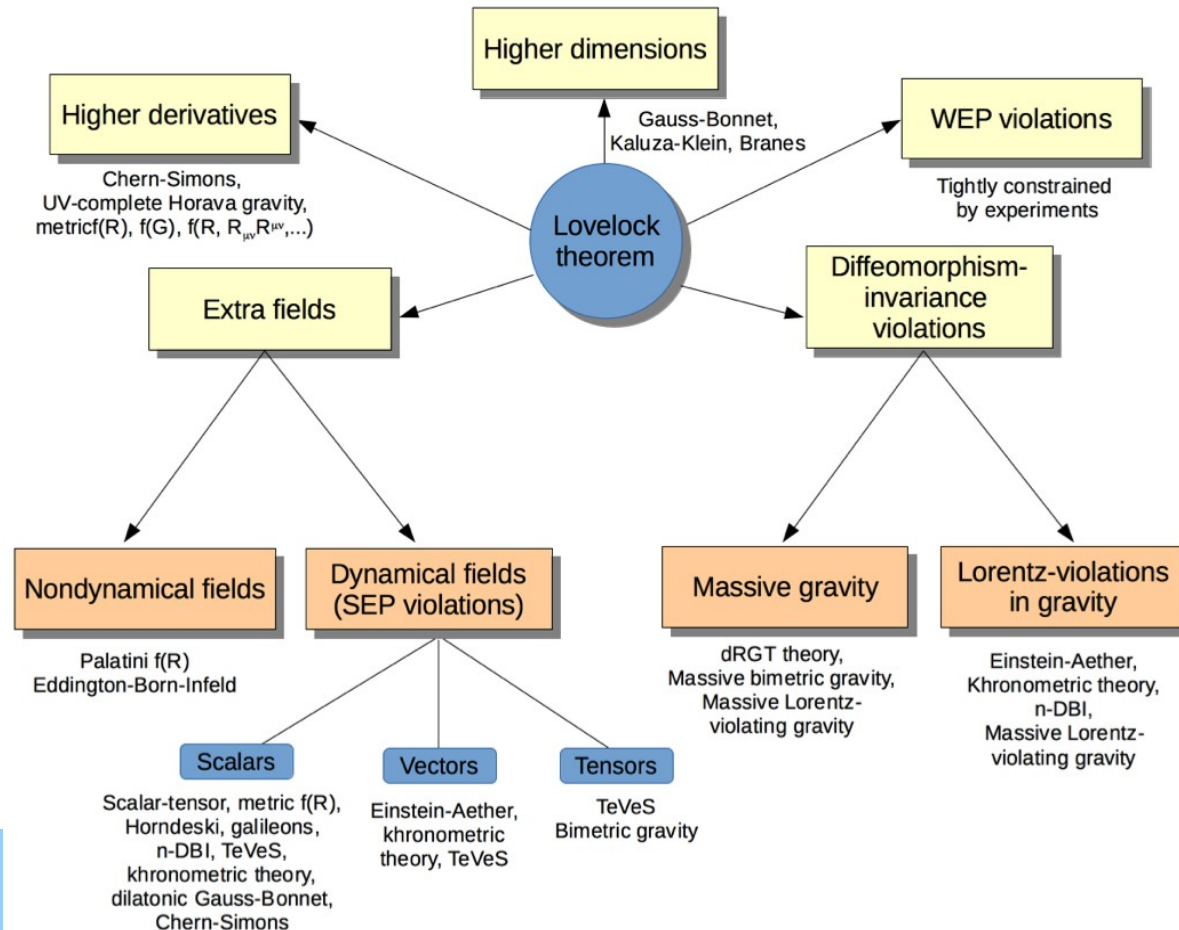 Higher dimensions
Gauss-Bonnet,
Kaluza-Klein, Branes
Higher derivatives
Chern-Simons,
UV-complete Horava gravity,
metricf(R), f(G), f(R, RμνRμν,...)
WEP violations
Tightly constrained
by experiments
Lovelock
theorem
Extra fields
Diffeomorphism-
invariance
violations
Nondynamical fields
Palatini f(R)
Eddington-Born-Infeld
Dynamical fields
(SEP violations)
Massive gravity
dRGT theory,
Massive bimetric gravity,
Massive Lorentz-
violating gravity
Lorentz-violations
in gravity
Einstein-Aether,
Khronometric theory,
n-DBI,
Massive Lorentz-
violating gravity
Scalars
Scalar-tensor, metric f(R),
Horndeski, galileons,
n-DBI, TeVeS,
khronometric theory,
dilatonic Gauss-Bonnet,
Chern-Simons
Vectors
Einstein-Aether,
khronometric
theory, TeVeS
Tensors
TeVeS
Bimetric gravity